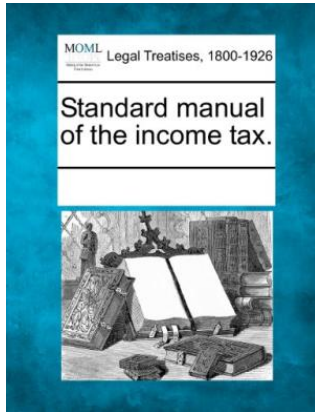 MOML
Legal Treatises, 1800-1926
Standard manual
of the income tax.